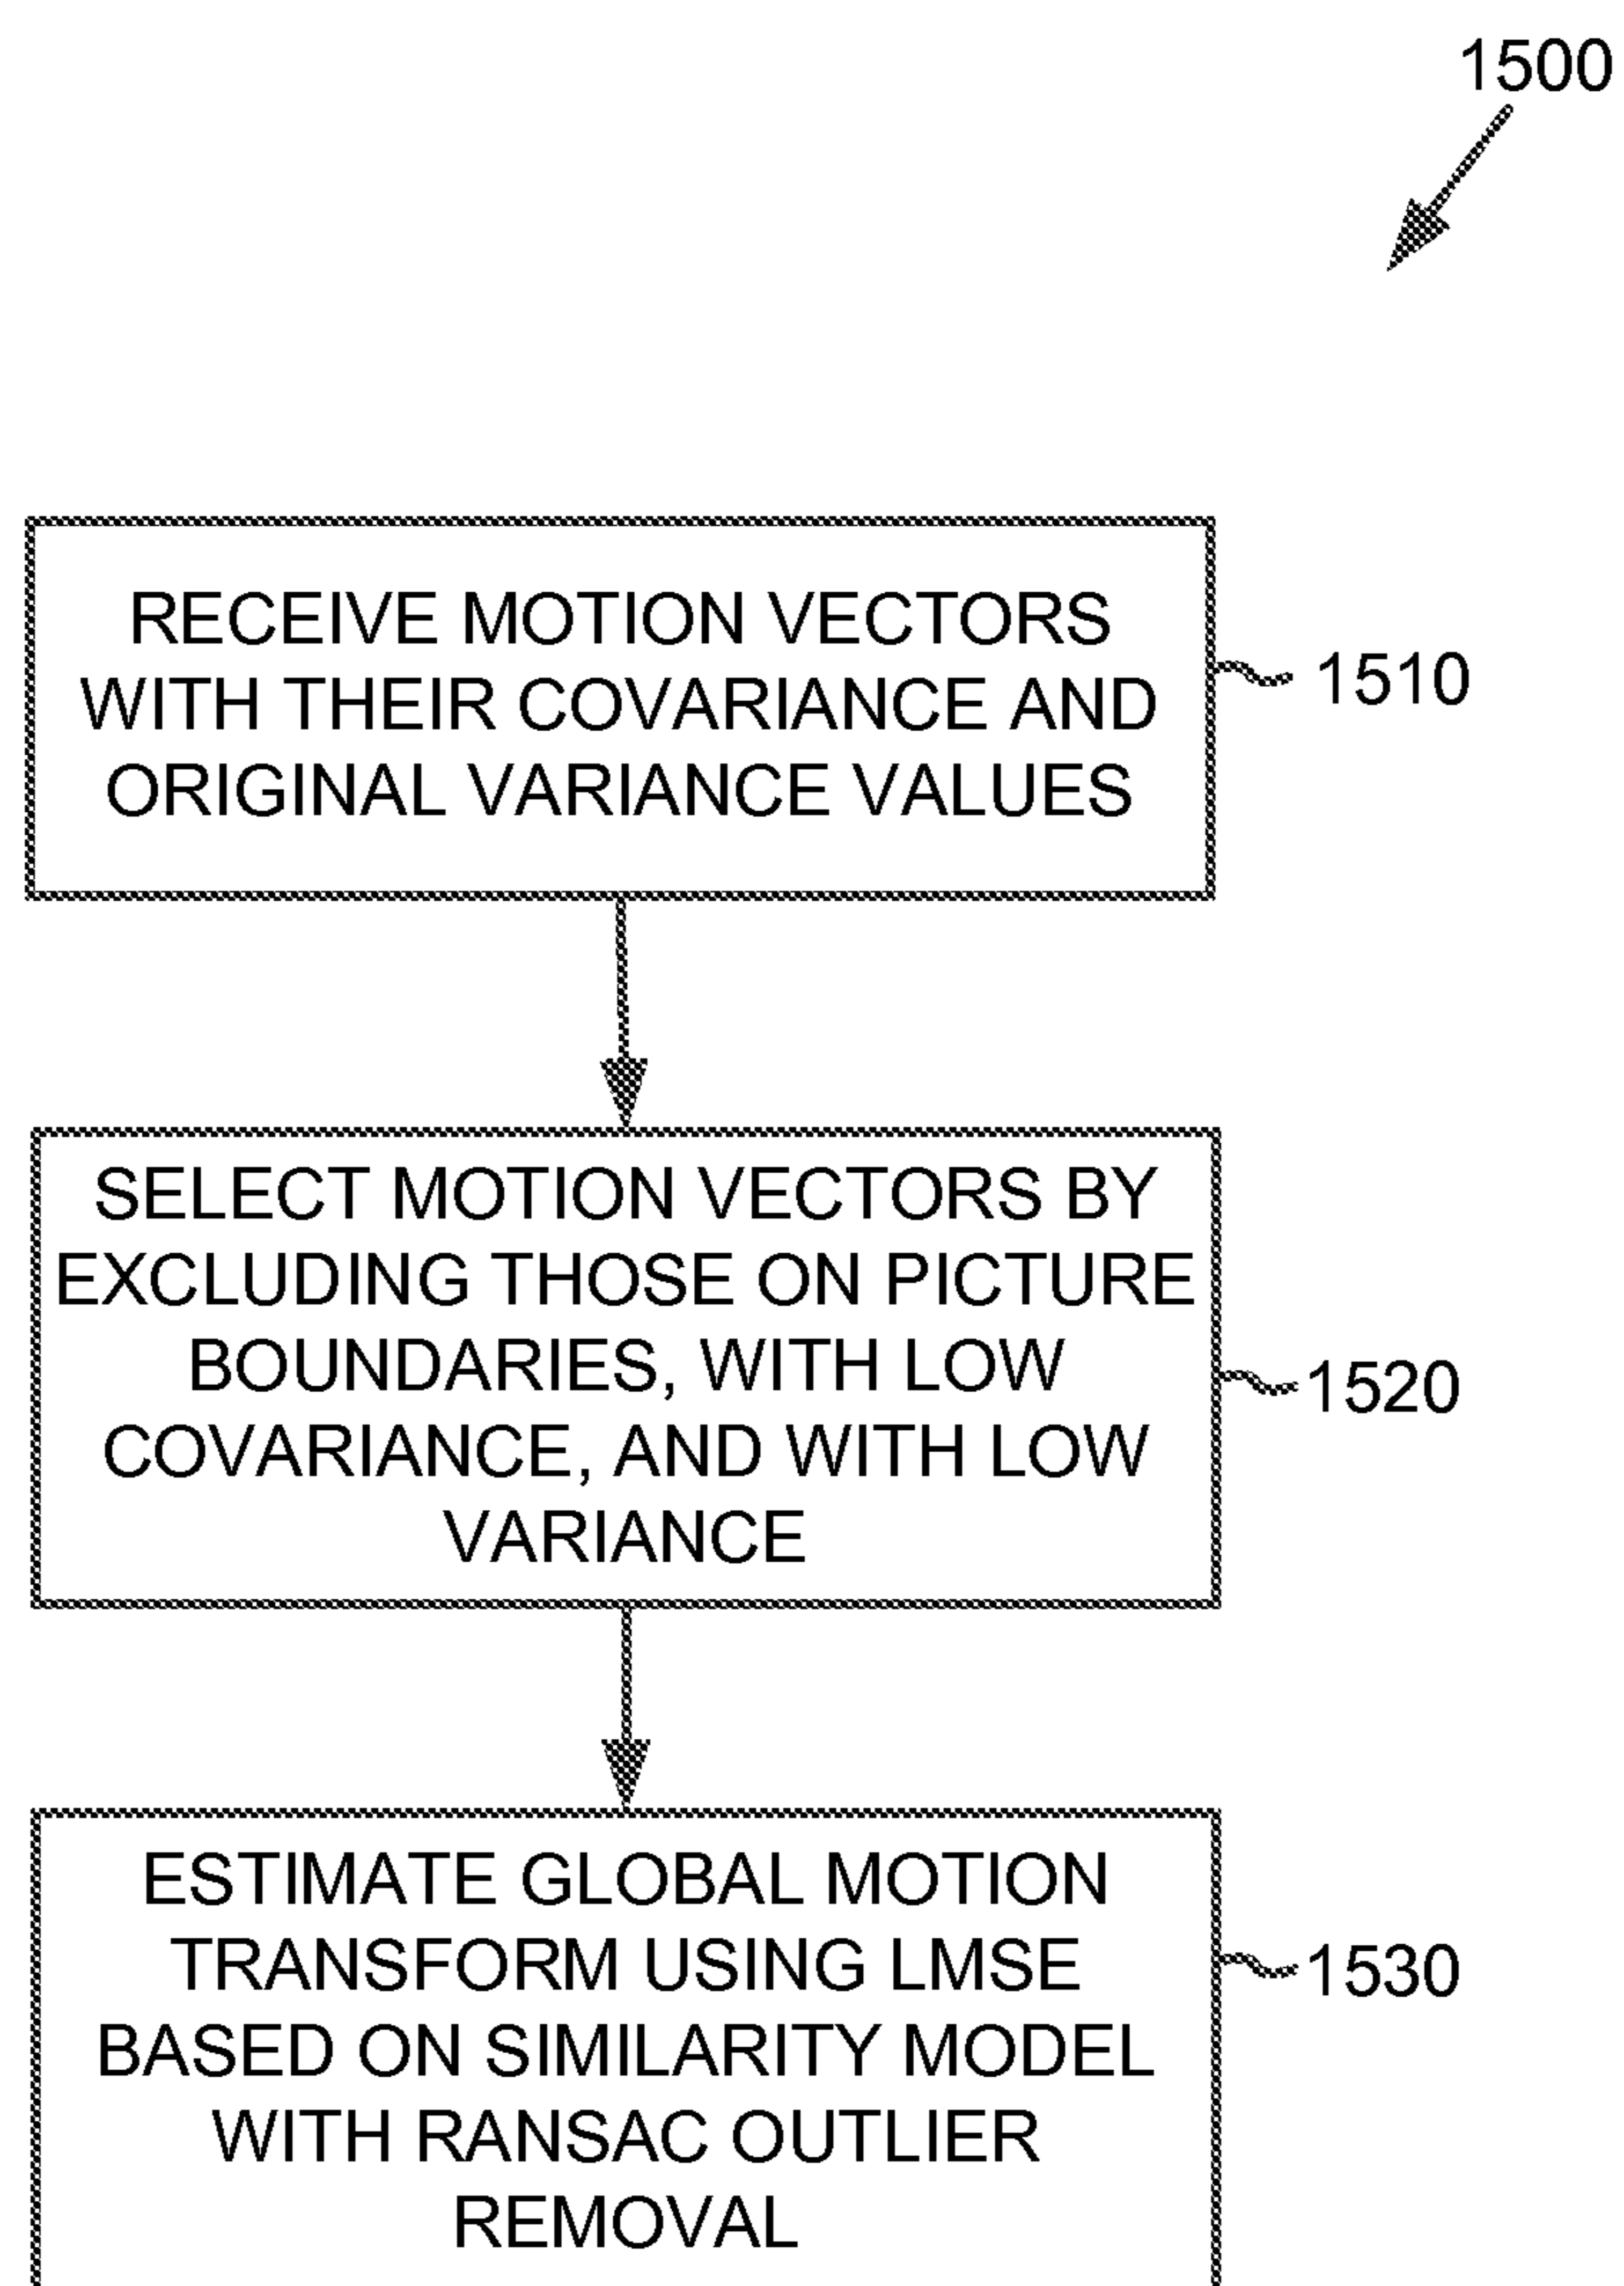 1500
RECEIVE MOTION VECTORS
WITH THEIR COVARIANCE AND
ORIGINAL VARIANCE VALUES
1510
SELECT MOTION VECTORS BY
EXCLUDING THOSE ON PICTURE
BOUNDARIES, WITH LOW
COVARIANCE, AND WITH LOW
VARIANCE
1520
ESTIMATE GLOBAL MOTION
TRANSFORM USING LMSE
BASED ON SIMILARITY MODEL
WITH RANSAC OUTLIER
REMOVAL
1530